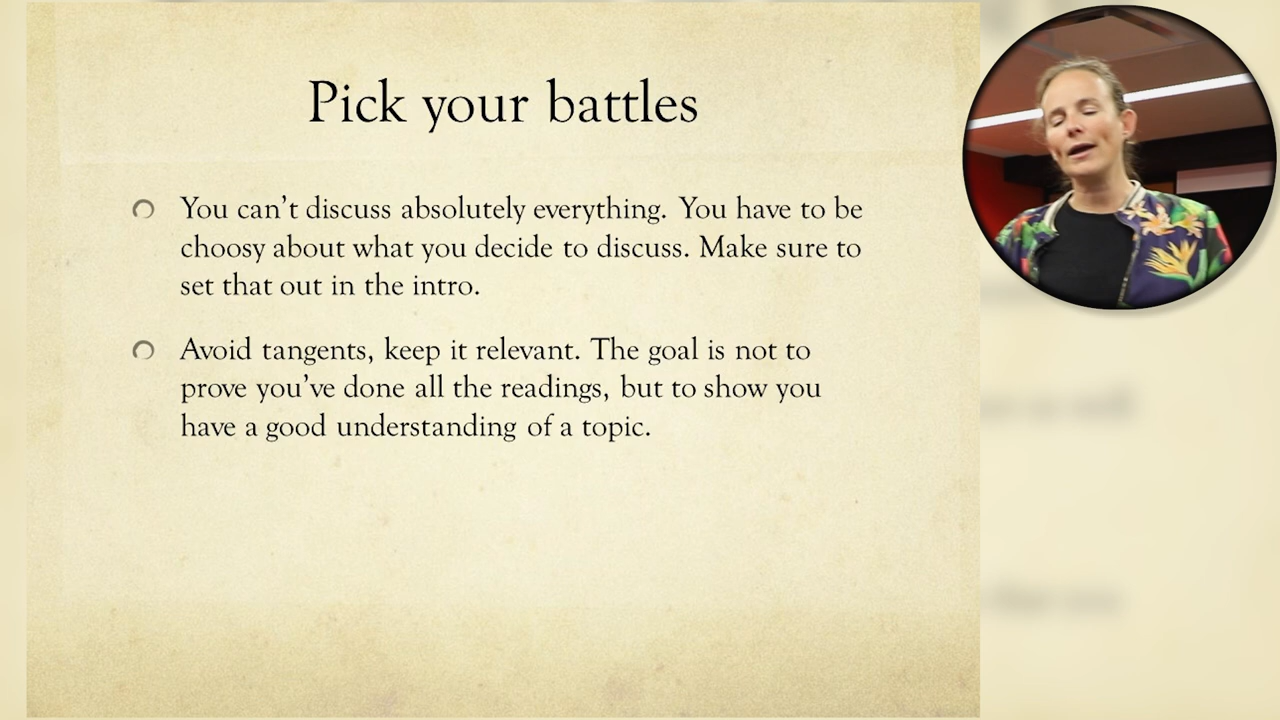 Pick your battles
You can't discuss absolutely everything. You have to be
choosy about what you decide to discuss. Make sure to
set that out in the intro.
Avoid tangents, keep it relevant. The goal is not to
prove you've done all the readings, but to show you
have a good understanding of a topic.